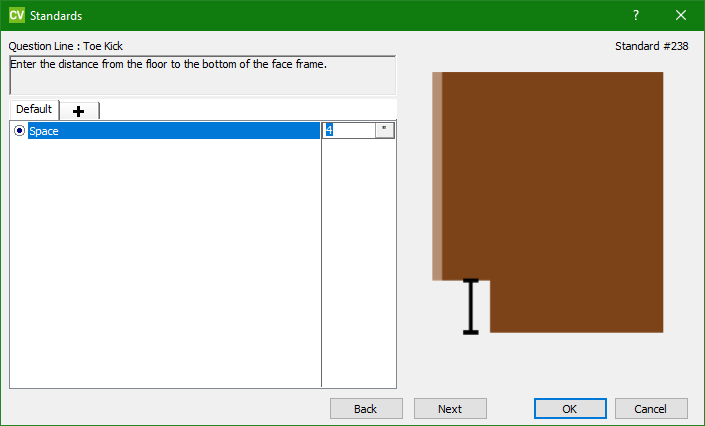 CV Standards ?
Question Line : Toe Kick Standard #238
Enter the distance from the floor to the bottom of the face frame.
Default +
Space 4 "
Back Next OK Cancel